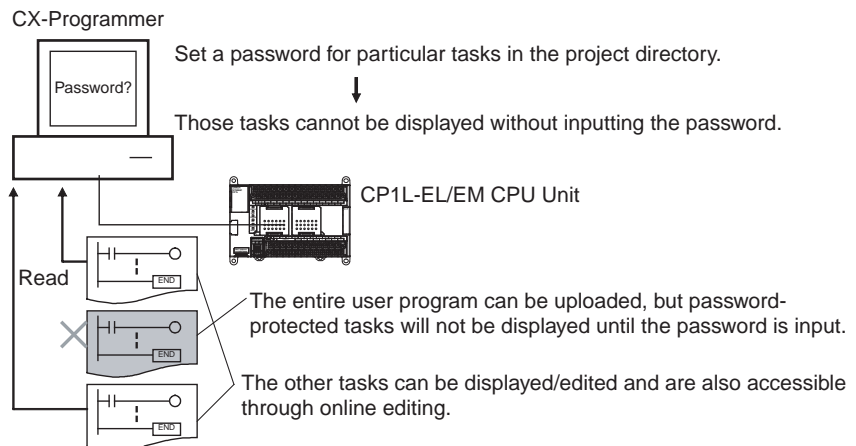 CX-Programmer
Set a password for particular tasks in the project directory.
Password?
Those tasks cannot be displayed without inputting the password.
CP1L-EL/EM CPU Unit
Read
END
The entire user program can be uploaded, but password-
protected tasks will not be displayed until the password is input.
END
The other tasks can be displayed/edited and are also accessible
through online editing.
END